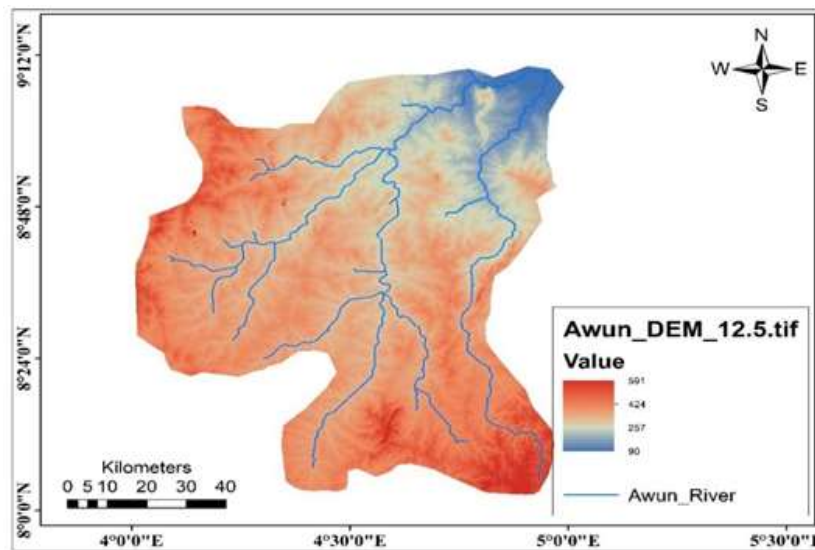 N
W E
S
9°12'0"N
8°48'0"N
8°24'0"N
8°0'0"N
Awun_DEM_12.5.tif
Value
591
424
257
90
Awun_River
Kilometers
0 5 10 20 30 40
4°0'0"E 4°30'0"E 5°0'0"E 5°30'0"E